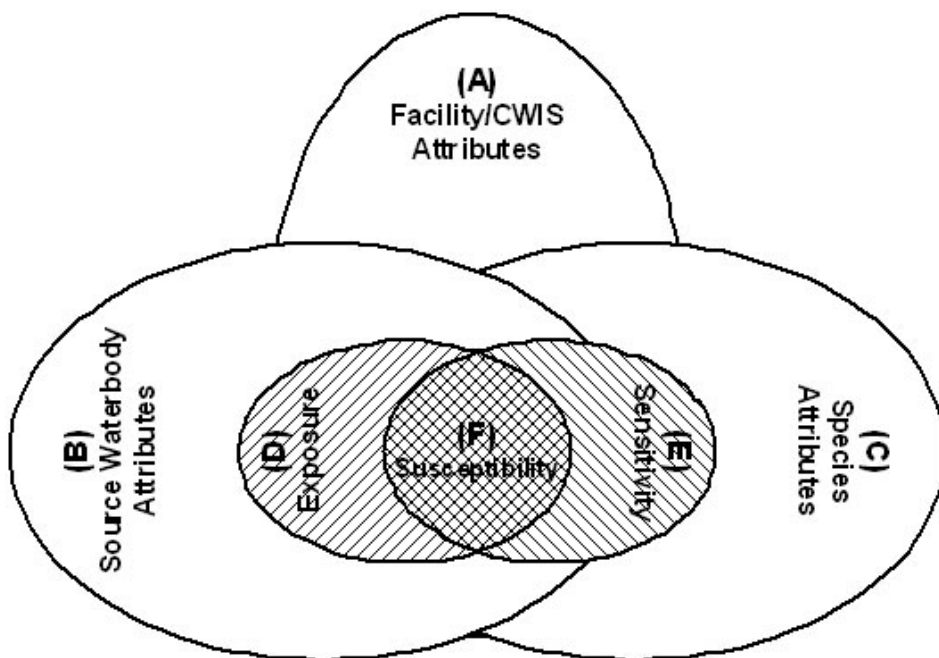 (A)
Facility/CWIS
Attributes
(B)
Source Waterbody
Attributes
(D)
Exposure
(F)
Susceptibility
Sensitivity
(E)
Attributes
Species
(C)